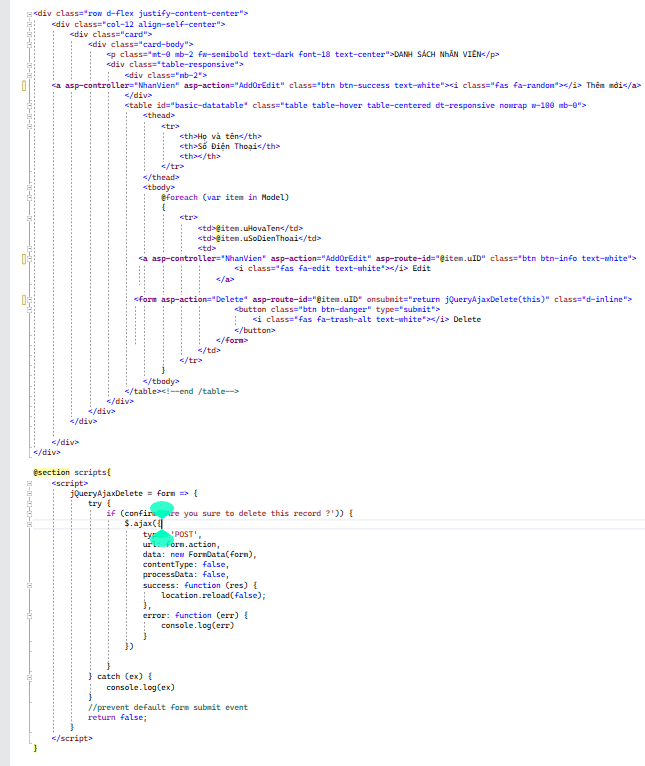 <div class="row d-flex justify-content-center">
<div class="col-12 align-self-center">
<div class="card">
<div class="card-body">
<p class="mt-0 mb-2 fw-semibold text-dark font-18 text-center">DANH SÁCH NhÂN VIÊN</p>
<div class="table-responsive">
<div class="mb-2">
<a asp-controller="NhanVien" asp-action="AddOrEdit" class="btn btn-success text-white"><i class="fas fa-random"></i> Thêm mới</a>
</div>
<table id="basic-datatable" class="table table-hover table-centered dt-responsive nowrap w-100 mb-0">
<thead>
<tr>
<th>Họ và tên</th>
<th>Số Điện Thoại</th>
<th></th>
</tr>
</thead>
<tbody>
@foreach (var item in Model)
{
<tr>
<td>@item.uHovaTen</td>
<td>@item.uSoDienThoai</td>
<td>
<a asp-controller="NhanVien" asp-action="AddOrEdit" asp-route-id="@item.uID" class="btn btn-info text-white">
<i class="fas fa-edit text-white"></i> Edit
</a>
<form asp-action="Delete" asp-route-id="@item.uID" onsubmit="return jQueryAjaxDelete(this)" class="d-inline">
<button class="btn btn-danger" type="submit">
<i class="fas fa-trash-alt text-white"></i> Delete
</button>
</form>
</td>
</tr>
}
</tbody>
</table><!--end /table-->
</div>
</div>
</div>
</div>
</div>
@section scripts{
<script>
jQueryAjaxDelete = form => {
try {
if (confirm you sure to delete this record ?')) {
$.ajax({
'POST',
form.action,
data: new FormData(form),
contentType: false,
processData: false,
success: function (res) {
location.reload(false);
},
error: function (err) {
console.log(err)
}
})
}
} catch (ex) {
console.log(ex)
}
//prevent default form submit event
return false;
}
</script>
}